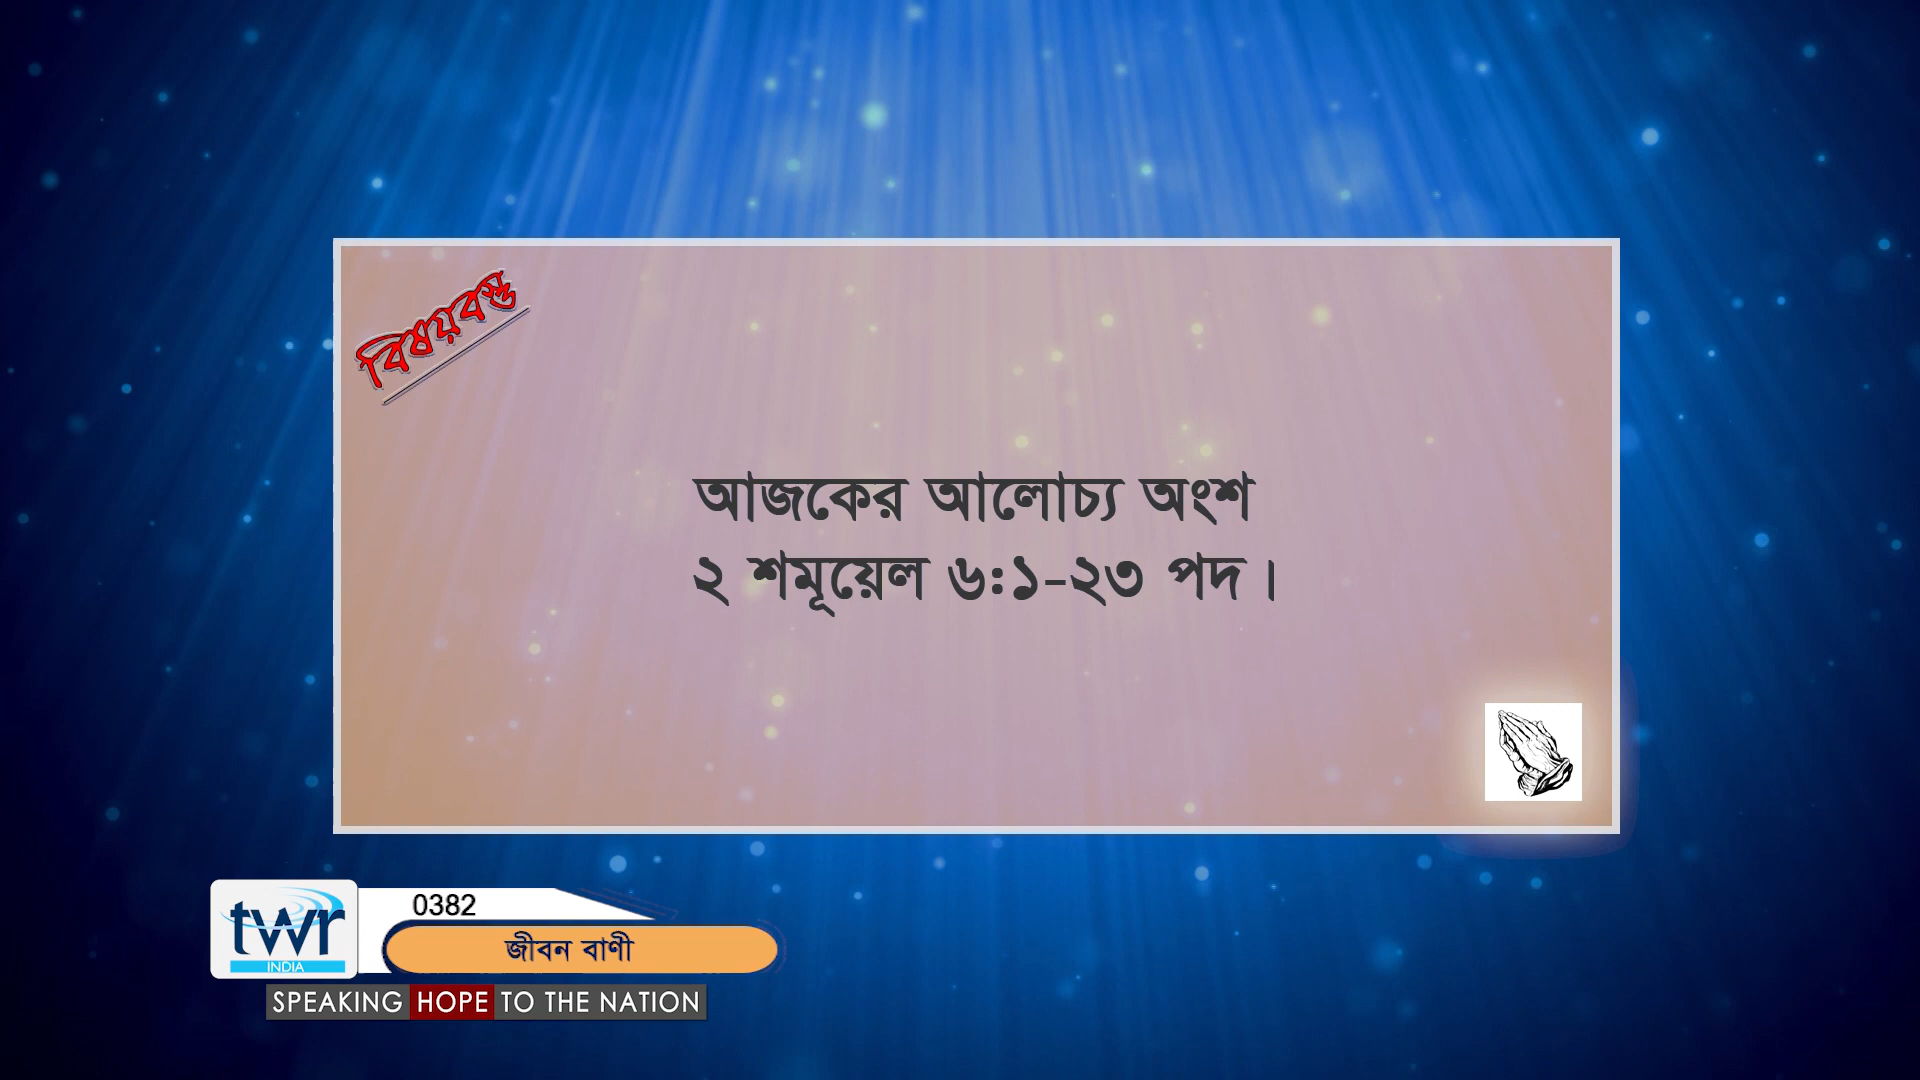 বিষয়বস্তু
আজকের আলোচ্য অংশ
২ শমূয়েল ৬:১-২৩ পদ।
twr
INDIA
0382
জীবন বাণী
SPEAKING HOPE TO THE NATION